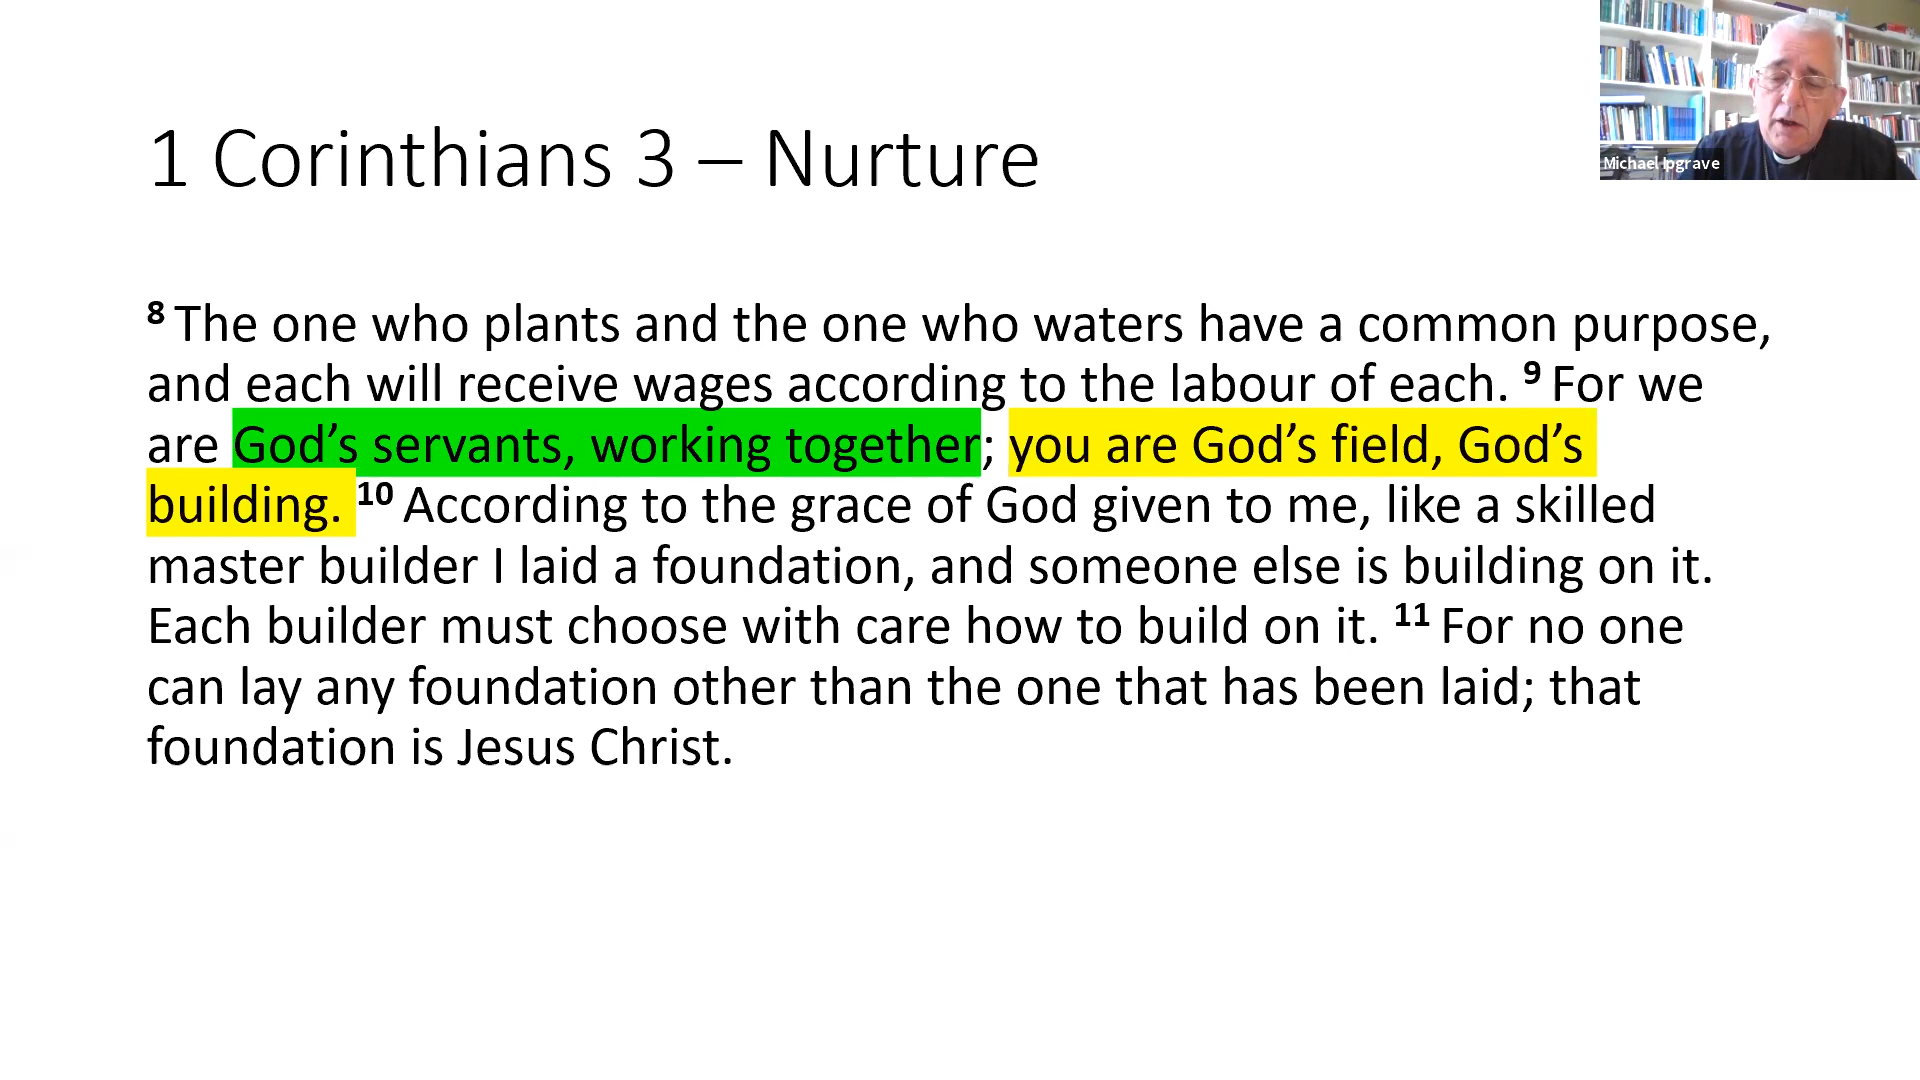 1 Corinthians 3 – Nurture
Michael Ipgrave
8 The one who plants and the one who waters have a common purpose,
and each will receive wages according to the labour of each. 9 For we
are God’s servants, working together; you are God’s field, God’s
building. 10 According to the grace of God given to me, like a skilled
master builder I laid a foundation, and someone else is building on it.
Each builder must choose with care how to build on it. 11 For no one
can lay any foundation other than the one that has been laid; that
foundation is Jesus Christ.